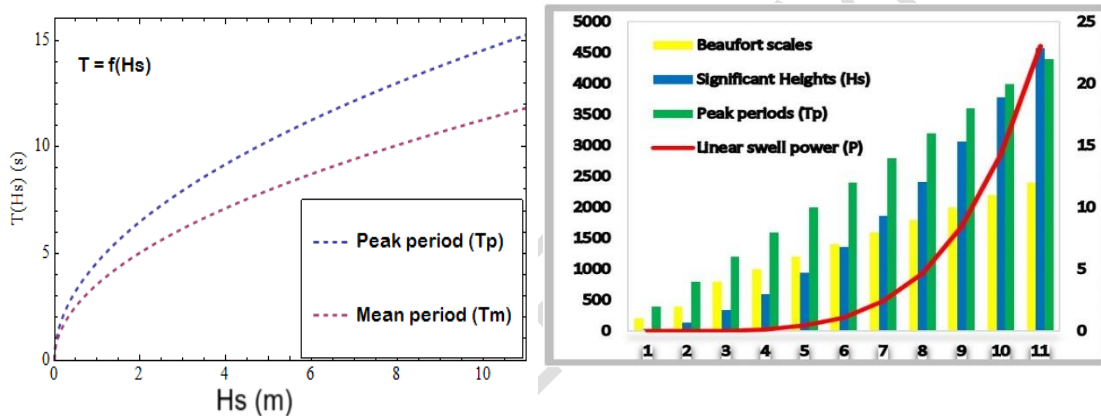 15
10
5
0
T(Hs) (s)
T = f(Hs)
Peak period (Tp)
Mean period (Tm)
0 2 4 6 8 10
Hs (m)
5000
4500
4000
3500
3000
2500
2000
1500
1000
500
0
Beaufort scales
Significant Heights (Hs)
Peak periods (Tp)
Linear swell power (P)
25
20
15
10
5
0
1 2 3 4 5 6 7 8 9 10 11